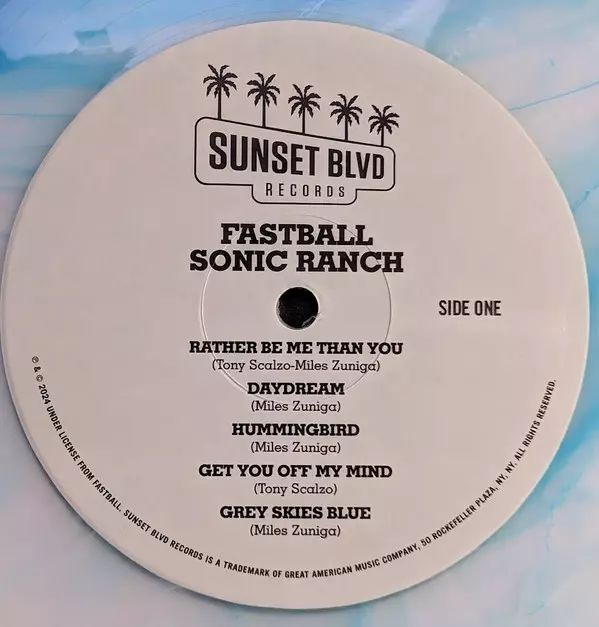 SUNSET BLVD
RECORDS
FASTBALL
SONIC RANCH
SIDE ONE
RATHER BE ME THAN YOU
(Tony Scalzo-Miles Zuniga)
DAYDREAM
(Miles Zuniga)
HUMMINGBIRD
(Miles Zuniga)
GET YOU OFF MY MIND
(Tony Scalzo)
GREY SKIES BLUE
(Miles Zuniga)
℗ & © 2024 UNDER LICENSE FROM FASTBALL. SUNSET BLVD RECORDS IS A TRADEMARK OF GREAT AMERICAN MUSIC COMPANY, 50 ROCKEFELLER PLAZA, NY, NY. ALL RIGHTS RESERVED.